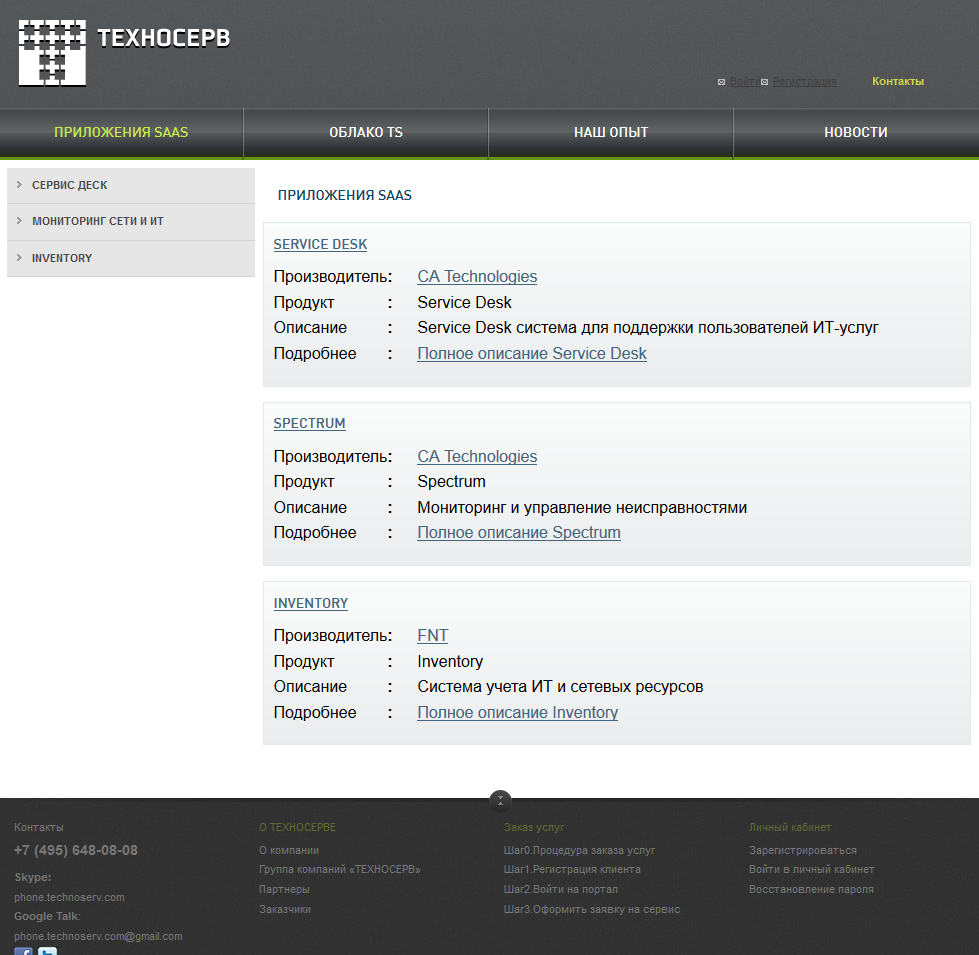 ТЕХНОСЕРВ
Войти Регистрация Контакты
ПРИЛОЖЕНИЯ SAAS ОБЛАКО TS НАШ ОПЫТ НОВОСТИ
СЕРВИС ДЕСК
МОНИТОРИНГ СЕТИ И ИТ
INVENTORY
ПРИЛОЖЕНИЯ SAAS
SERVICE DESK
Производитель: CA Technologies
Продукт : Service Desk
Описание : Service Desk система для поддержки пользователей ИТ-услуг
Подробнее : Полное описание Service Desk
SPECTRUM
Производитель: CA Technologies
Продукт : Spectrum
Описание : Мониторинг и управление неисправностями
Подробнее : Полное описание Spectrum
INVENTORY
Производитель: FNT
Продукт : Inventory
Описание : Система учета ИТ и сетевых ресурсов
Подробнее : Полное описание Inventory
Контакты
+7 (495) 648-08-08
Skype:
phone.technoserv.com
Google Talk:
phone.technoserv.com@gmail.com
О ТЕХНОСЕРВЕ
О компании
Группа компаний «ТЕХНОСЕРВ»
Партнеры
Заказчики
Заказ услуг
Шаг0.Процедура заказа услуг
Шаг1.Регистрация клиента
Шаг2.Войти на портал
Шаг3.Оформить заявку на сервис
Личный кабинет
Зарегистрироваться
Войти в личный кабинет
Восстановление пароля